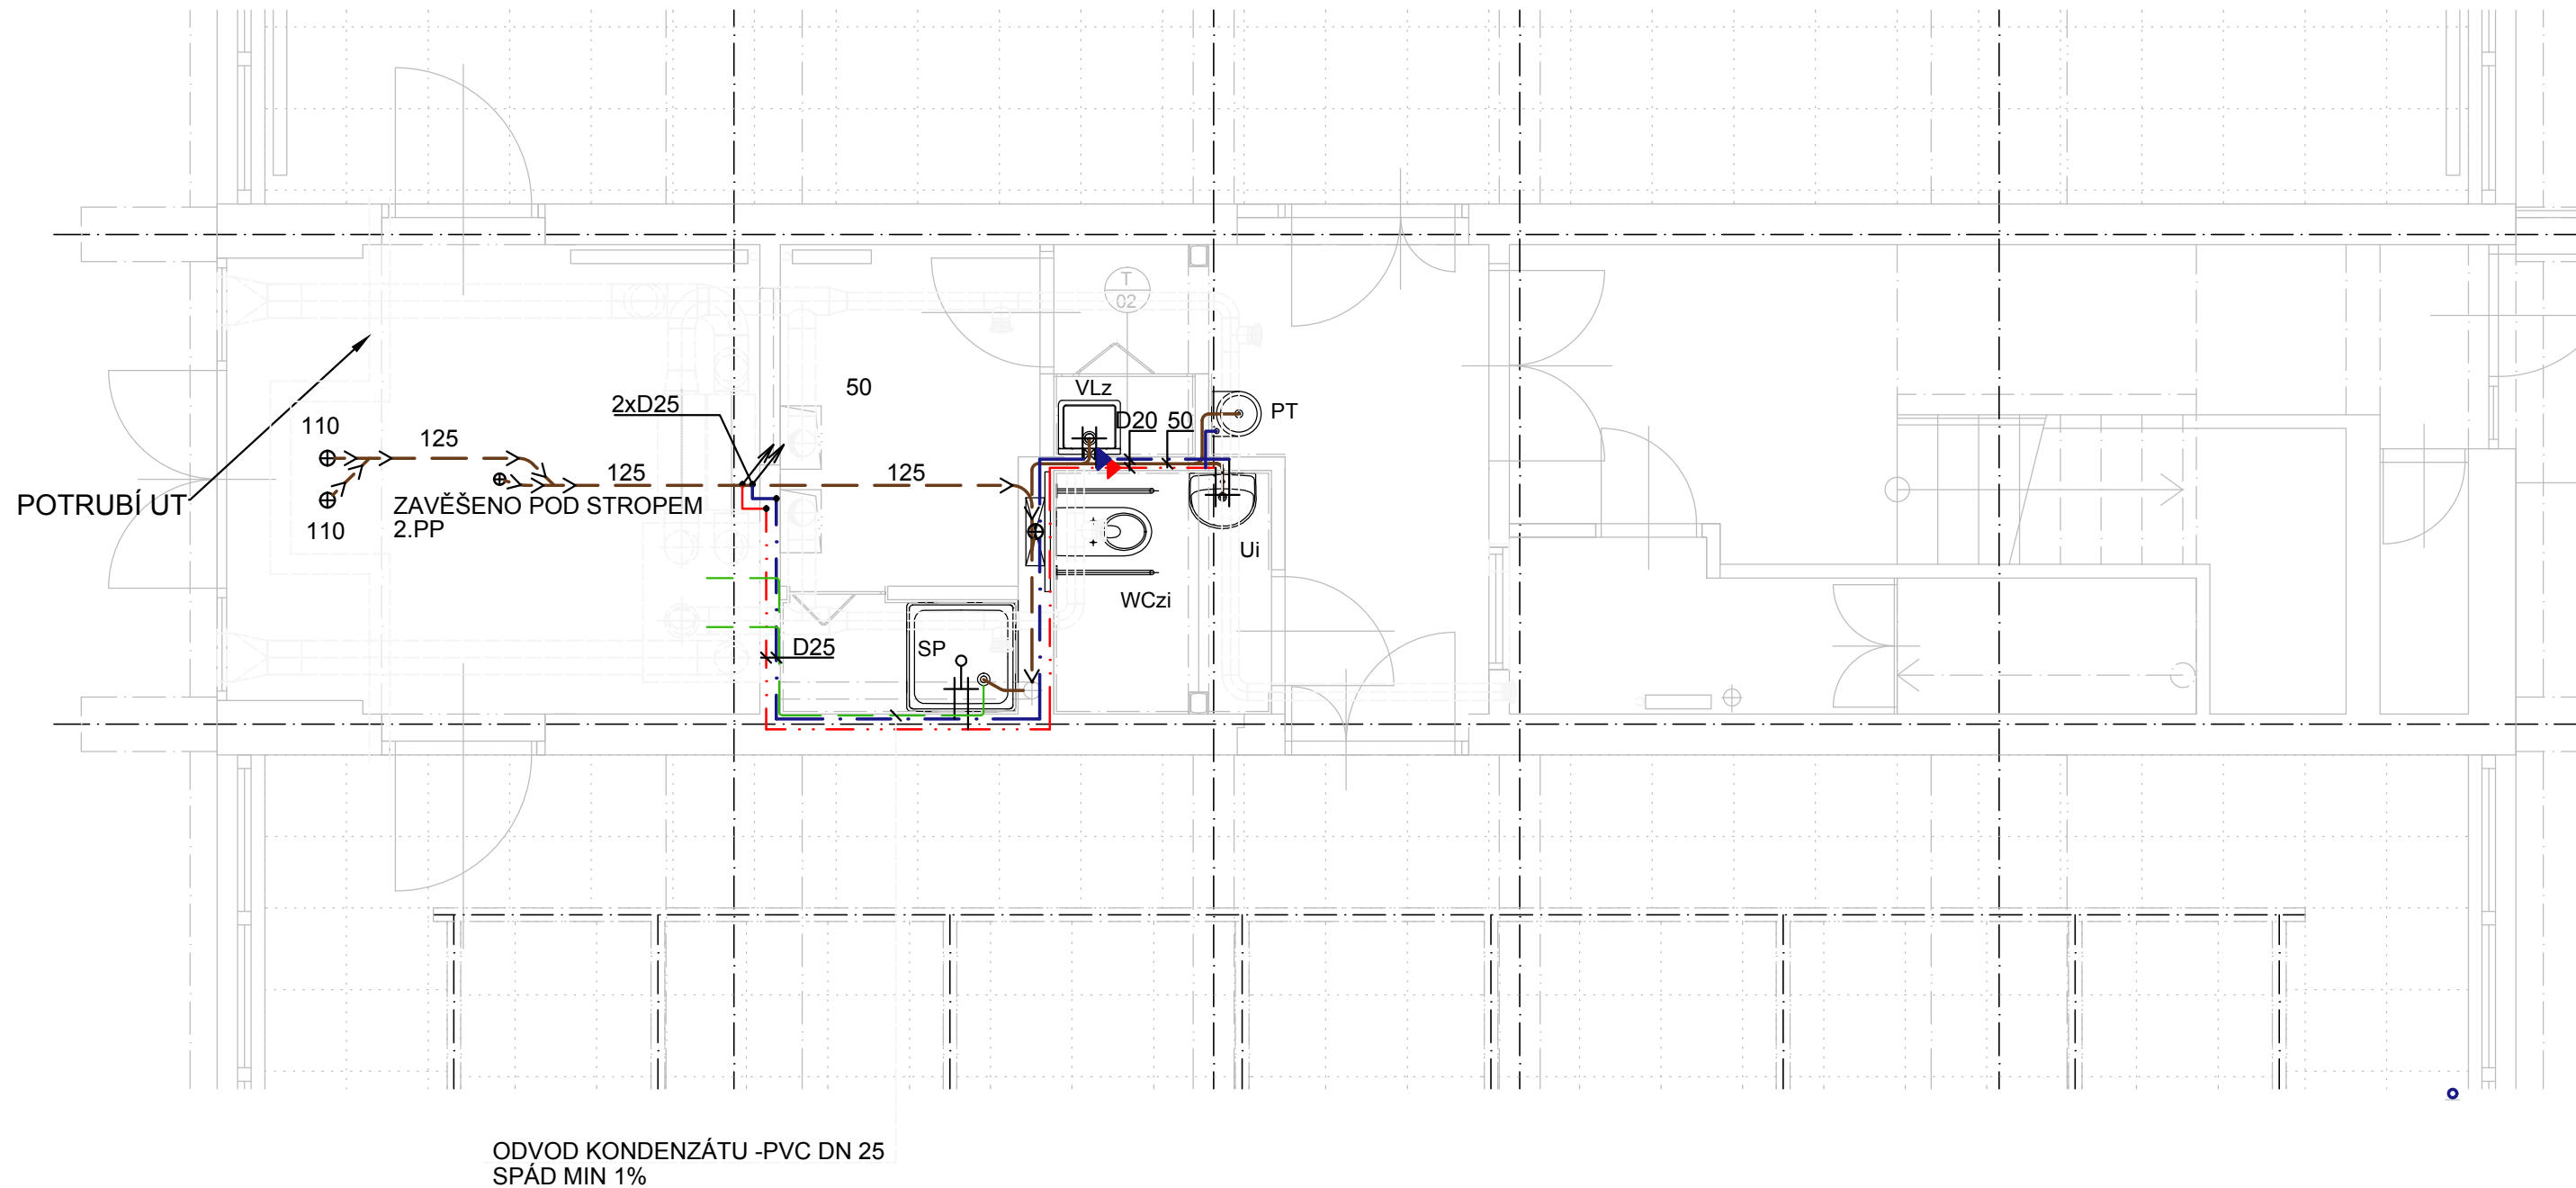 T
02
50
VLz
2xD25
D20
50
PT
110
125
125
125
POTRUBÍ UT
ZAVĚŠENO POD STROPEM
2.PP
110
Ui
WCzi
SP
D25
ODVOD KONDENZÁTU -PVC DN 25
SPÁD MIN 1%